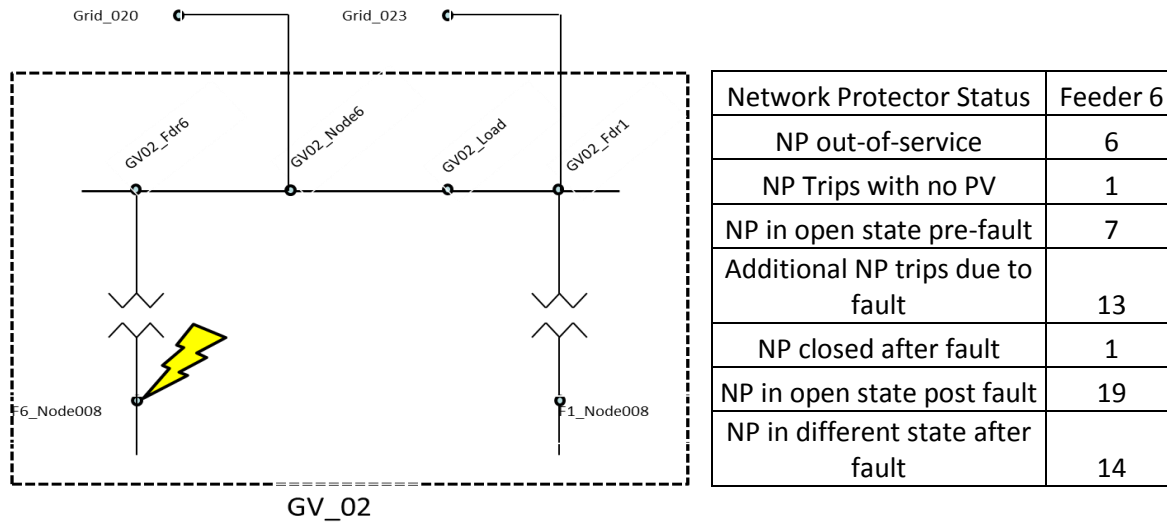 Grid_020
Grid_023
GV02_Fdr6
GV02_Node6
GV02_Load
GV02_Fdr1
F6_Node008
F1_Node008
GV_02
Network Protector Status Feeder 6
NP out-of-service 6
NP Trips with no PV 1
NP in open state pre-fault 7
Additional NP trips due to
fault 13
NP closed after fault 1
NP in open state post fault 19
NP in different state after
fault 14